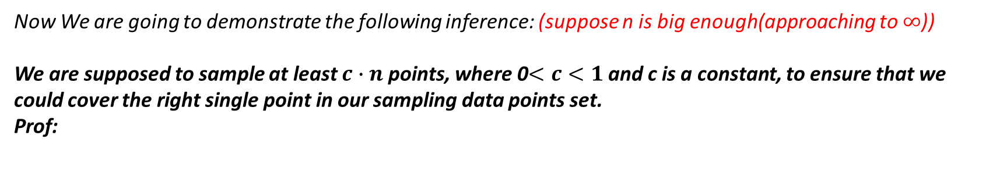 Now We are going to demonstrate the following inference: (suppose n is big enough(approaching to ∞))
We are supposed to sample at least c · n points, where 0< c < 1 and c is a constant, to ensure that we
could cover the right single point in our sampling data points set.
Prof: